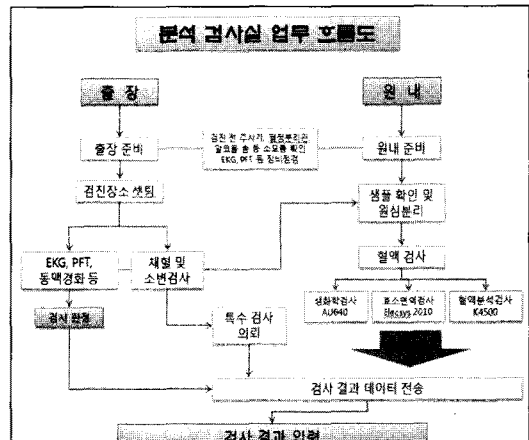 분석 검사실 업무 흐름도
출 장
원 내
출장 준비
검진 전 주사기, 혈청분리관
알코올 솜 등 소모품 확인
EKG, PFT 등 장비점검
원내 준비
검진장소 셋팅
샘플 확인 및
원심분리
EKG, PFT,
동맥경화 등
채혈 및
소변검사
혈액 검사
검사 판정
특수 검사
의뢰
생화학검사
AU640
효소면역검사
Elecsys 2010
혈액분석검사
K4500
검사 결과 데이터 전송
검사 결과 입력